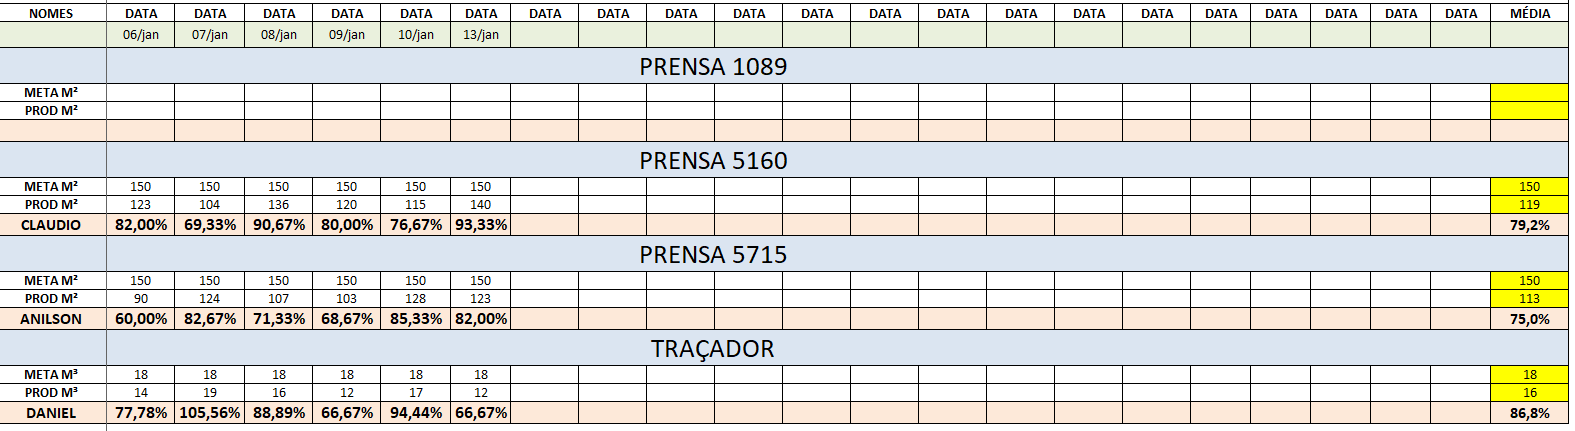 NOMES DATA DATA DATA DATA DATA DATA DATA DATA DATA DATA DATA DATA DATA DATA DATA DATA DATA DATA DATA DATA DATA MÉDIA
06/jan 07/jan 08/jan 09/jan 10/jan 13/jan
PRENSA 1089
META M²
PROD M²
PRENSA 5160
META M² 150 150 150 150 150 150 150
PROD M² 123 104 136 120 115 140 119
CLAUDIO 82,00% 69,33% 90,67% 80,00% 76,67% 93,33% 79,2%
PRENSA 5715
META M² 150 150 150 150 150 150 150
PROD M² 90 124 107 103 128 123 113
ANILSON 60,00% 82,67% 71,33% 68,67% 85,33% 82,00% 75,0%
TRAÇADOR
META M³ 18 18 18 18 18 18 18
PROD M³ 14 19 16 12 17 12 16
DANIEL 77,78% 105,56% 88,89% 66,67% 94,44% 66,67% 86,8%